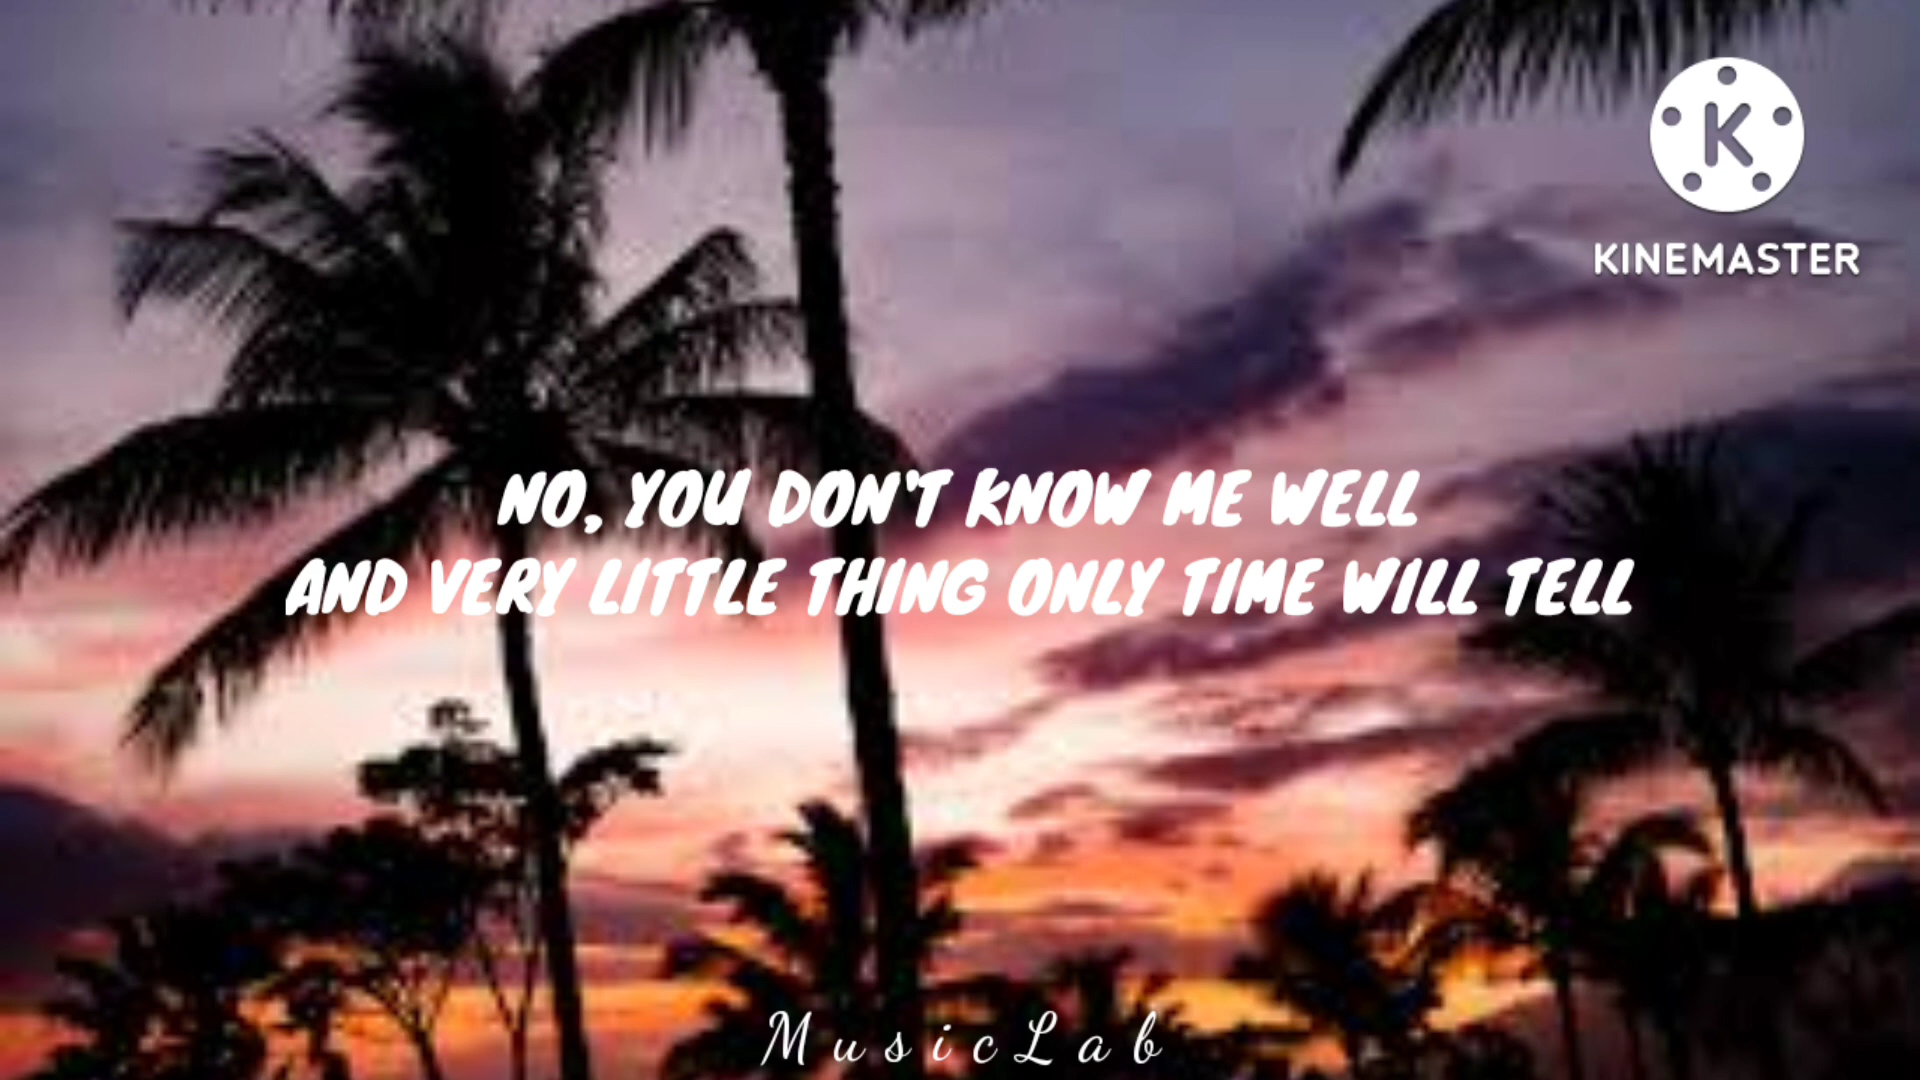 K
KINEMASTER
NO, YOU DON'T KNOW ME WELL
AND VERY LITTLE THING ONLY TIME WILL TELL
MusicLab